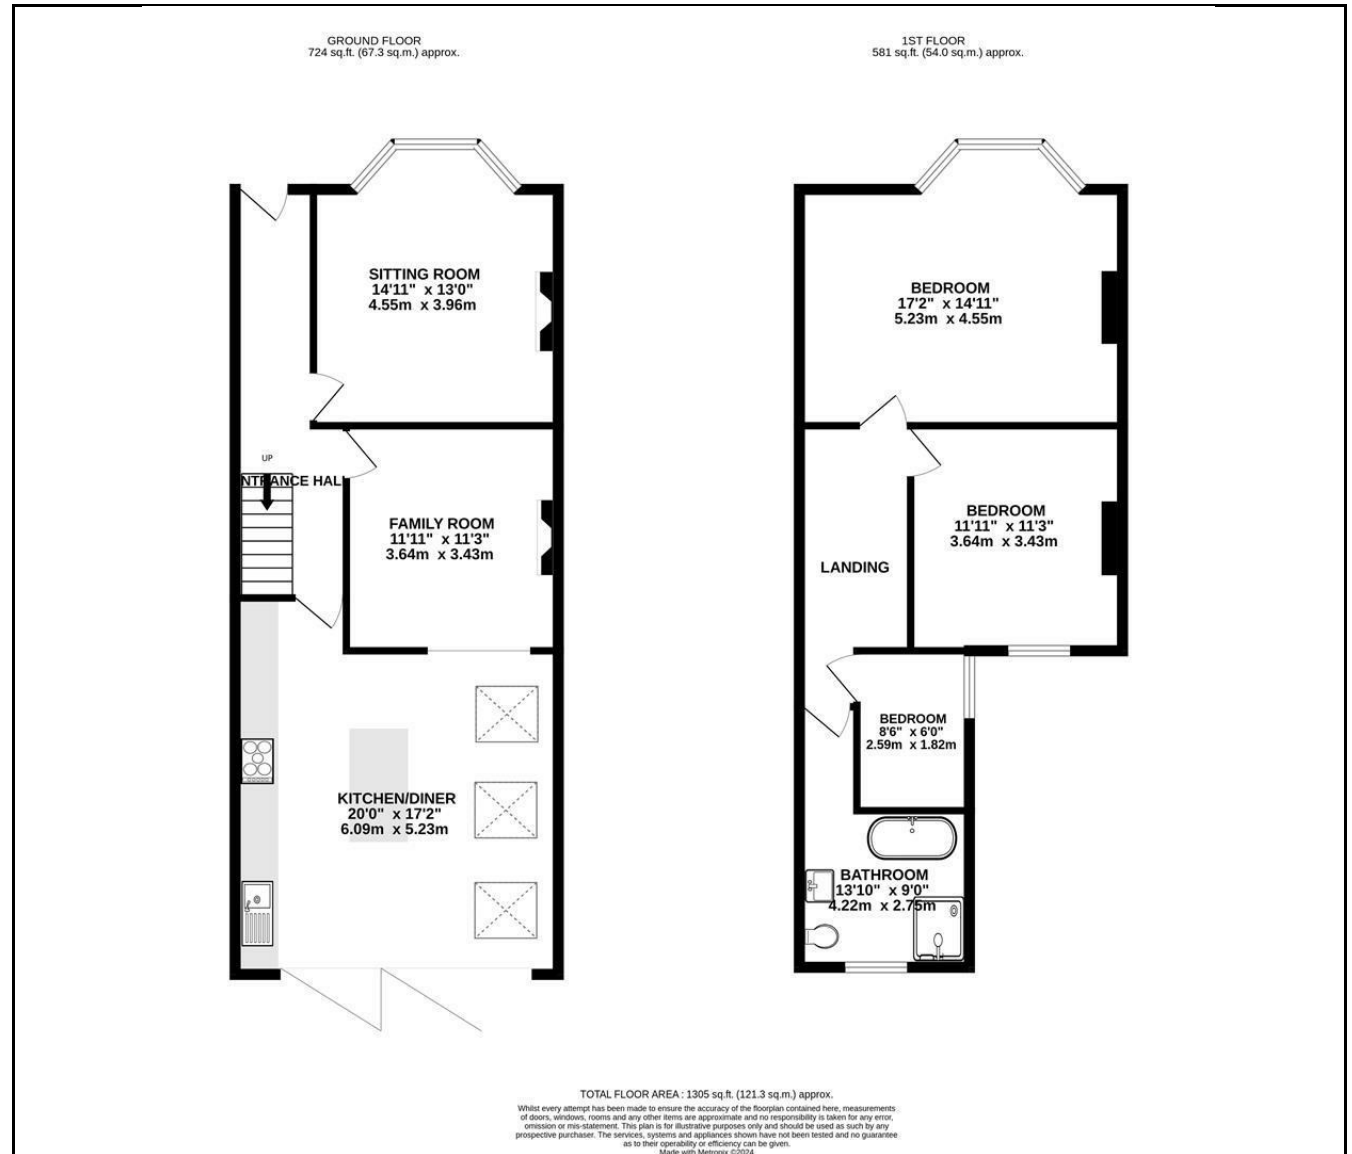 GROUND FLOOR
724 sq.ft. (67.3 sq.m.) approx.
1ST FLOOR
581 sq.ft. (54.0 sq.m.) approx.
SITTING ROOM
14'11" x 13'0"
4.55m x 3.96m
UP
ENTRANCE HALL
FAMILY ROOM
11'11" x 11'3"
3.64m x 3.43m
KITCHEN/DINER
20'0" x 17'2"
6.09m x 5.23m
BEDROOM
17'2" x 14'11"
5.23m x 4.55m
BEDROOM
11'11" x 11'3"
3.64m x 3.43m
LANDING
BEDROOM
8'6" x 6'0"
2.59m x 1.82m
BATHROOM
13'10" x 9'0"
4.22m x 2.75m
TOTAL FLOOR AREA : 1305 sq.ft. (121.3 sq.m.) approx.
Whilst every attempt has been made to ensure the accuracy of the floorplan contained here, measurements
of doors, windows, rooms and any other items are approximate and no responsibility is taken for any error,
omission or mis-statement. This plan is for illustrative purposes only and should be used as such by any
prospective purchaser. The services, systems and appliances shown have not been tested and no guarantee
as to their operability or efficiency can be given.
Made with Metropix ©2024